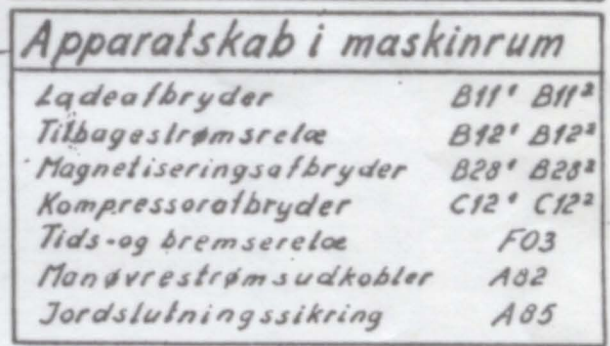 Apparatskab i maskinrum
Ladeafbryder B11¹ B11²
Tilbagestrømsrelæ B12¹ B12²
Magnetiseringsafbryder B28¹ B28²
Kompressorafbryder C12¹ C12²
Tids-og bremserelæ F03
Manøvrestrømsudkobler A82
Jordslutningssikring A85